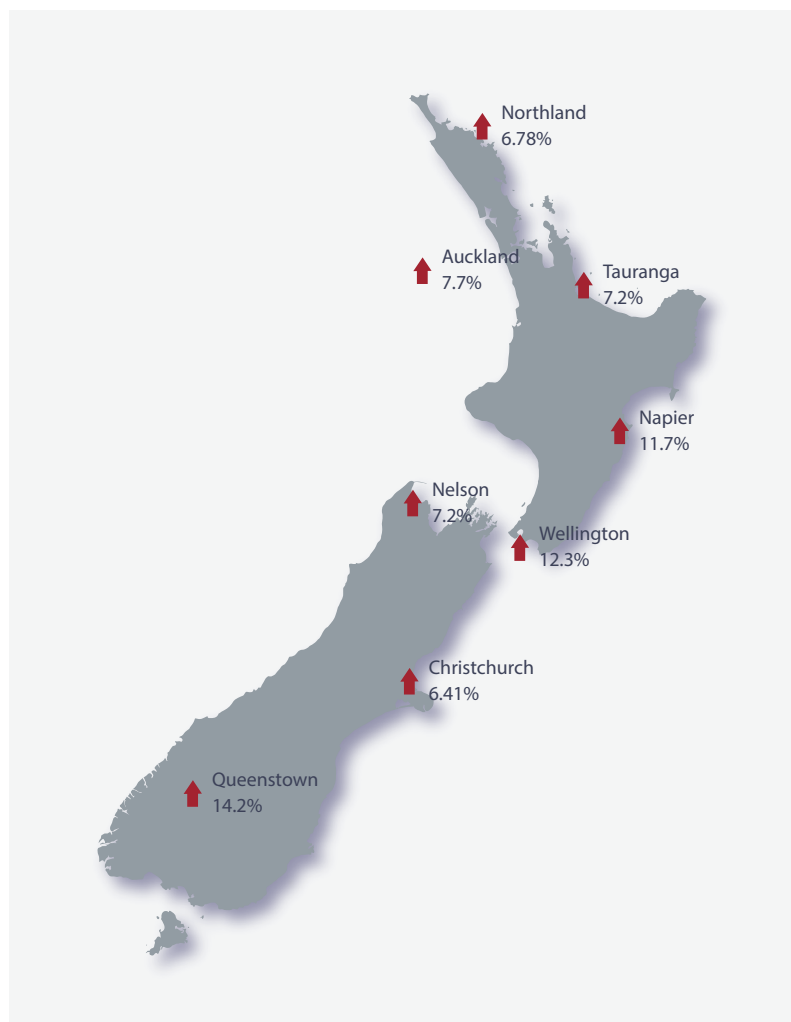 Northland
6.78%
Auckland
7.7%
Tauranga
7.2%
Napier
11.7%
Nelson
7.2%
Wellington
12.3%
Christchurch
6.41%
Queenstown
14.2%